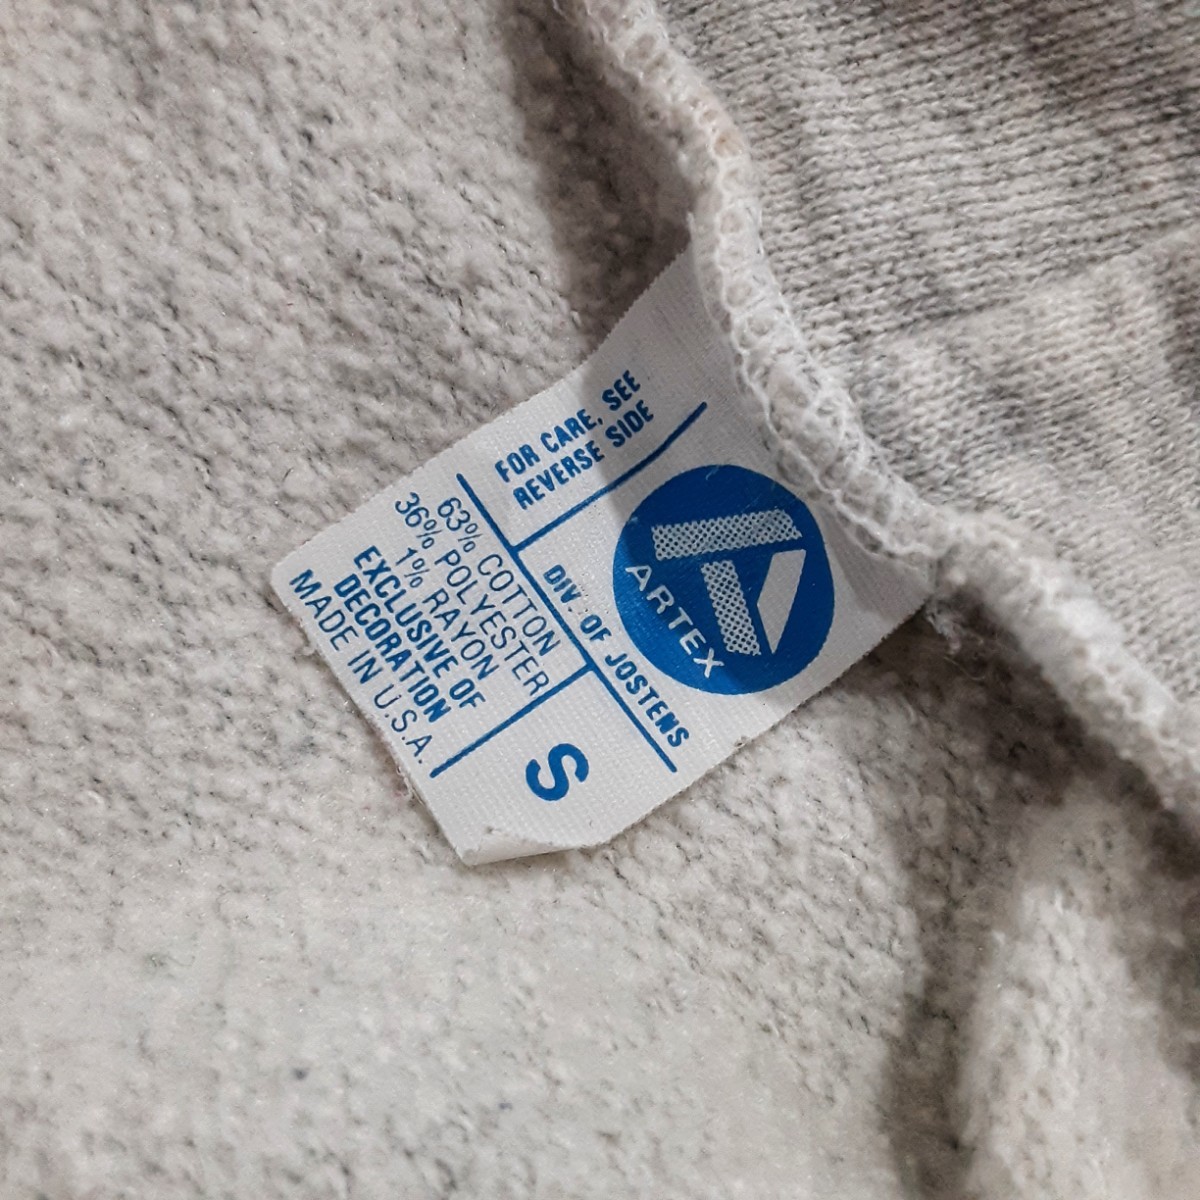 ARTEX
DIV. OF JOSTENS
FOR CARE, SEE
REVERSE SIDE
63% COTTON
36% POLYESTER
1% RAYON
EXCLUSIVE OF
DECORATION
MADE IN U.S.A.
S